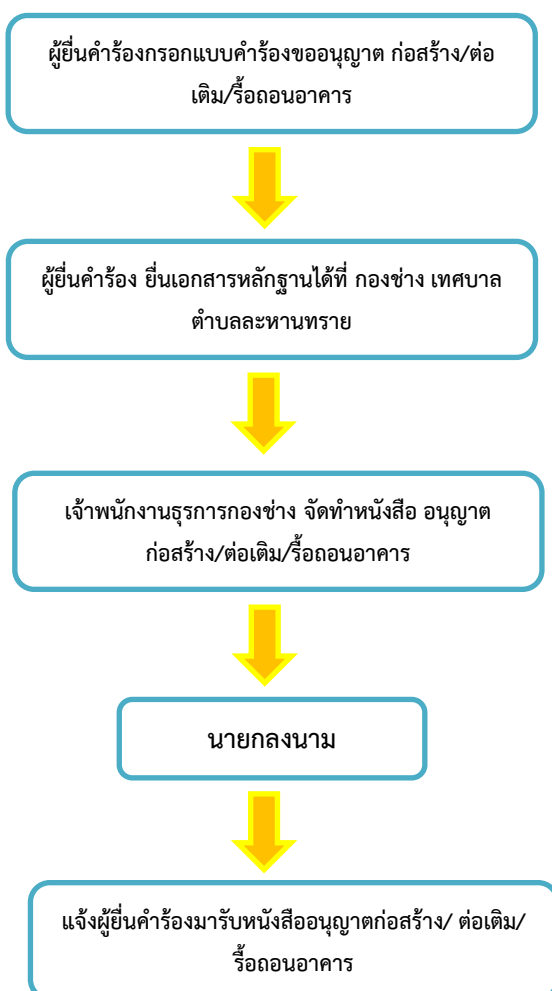 ผู้ยื่นคำร้องกรอกแบบคำร้องขออนุญาต ก่อสร้าง/ต่อ
เติม/รื้อถอนอาคาร
ผู้ยื่นคำร้อง ยื่นเอกสารหลักฐานได้ที่ กองช่าง เทศบาล
ตำบลละหานทราย
เจ้าพนักงานธุรการกองช่าง จัดทำหนังสือ อนุญาต
ก่อสร้าง/ต่อเติม/รื้อถอนอาคาร
นายกลงนาม
แจ้งผู้ยื่นคำร้องมารับหนังสืออนุญาตก่อสร้าง/ ต่อเติม/
รื้อถอนอาคาร